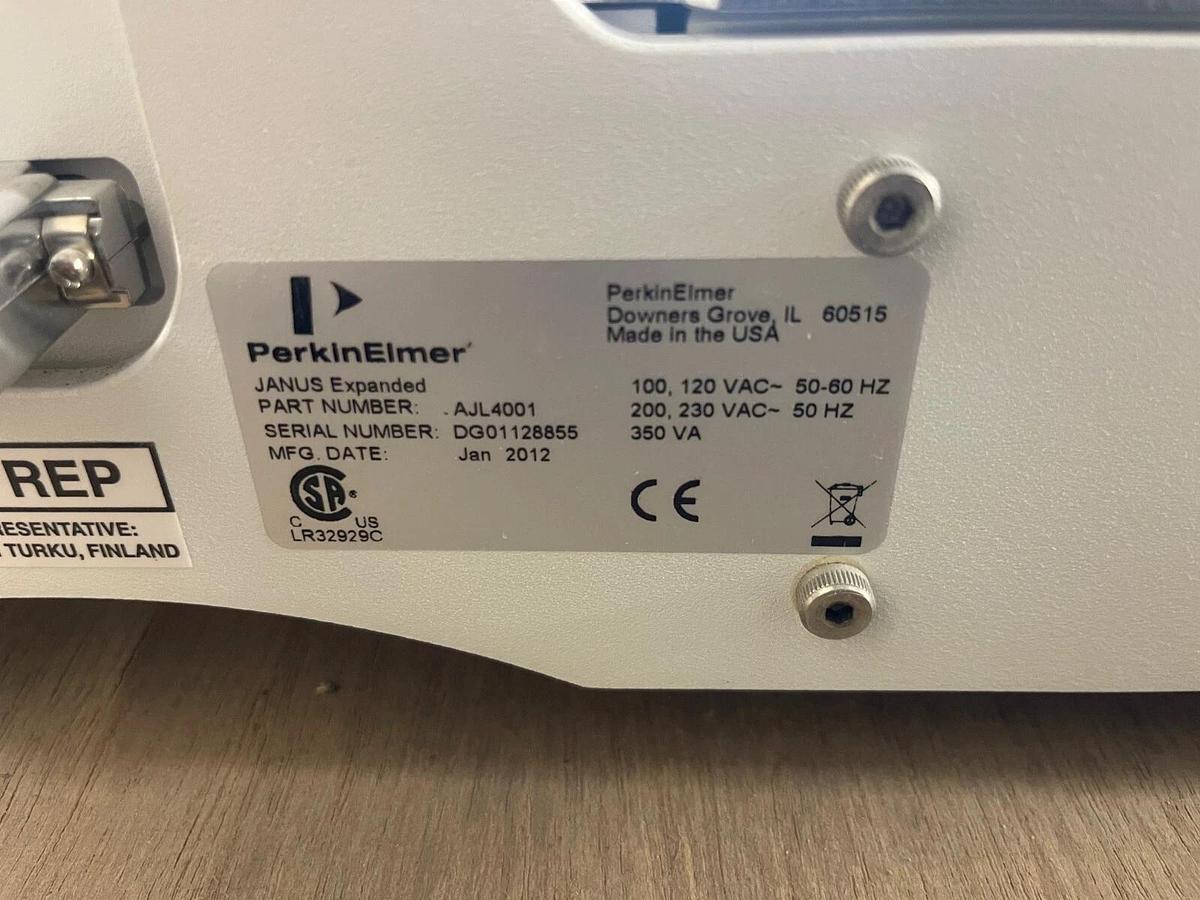 PerkinElmer
JANUS Expanded
PART NUMBER: AJL4001
SERIAL NUMBER: DG01128855
MFG. DATE: Jan 2012
CSA
C US
LR32929C
PerkinElmer
Downers Grove, IL 60515
Made in the USA
100, 120 VAC~ 50-60 HZ
200, 230 VAC~ 50 HZ
350 VA
CE
REP
RESENTATIVE:
TURKU, FINLAND